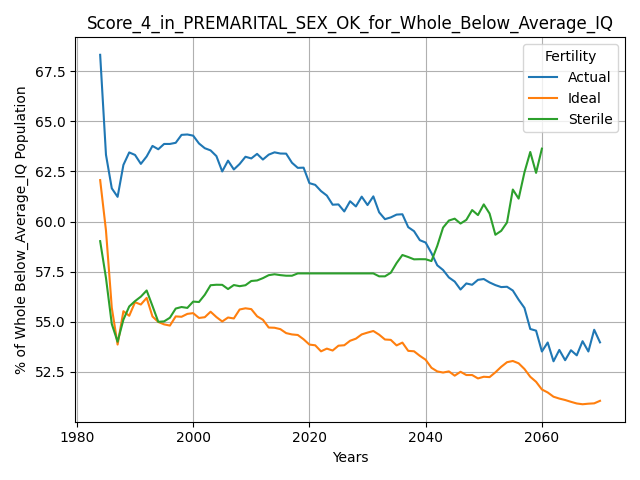 Score_4_in_PREMARITAL_SEX_OK_for_Whole_Below_Average_IQ
Fertility
Actual
Ideal
Sterile
% of Whole Below_Average_IQ Population
67.5
65.0
62.5
60.0
57.5
55.0
52.5
1980
2000
2020
2040
2060
Years